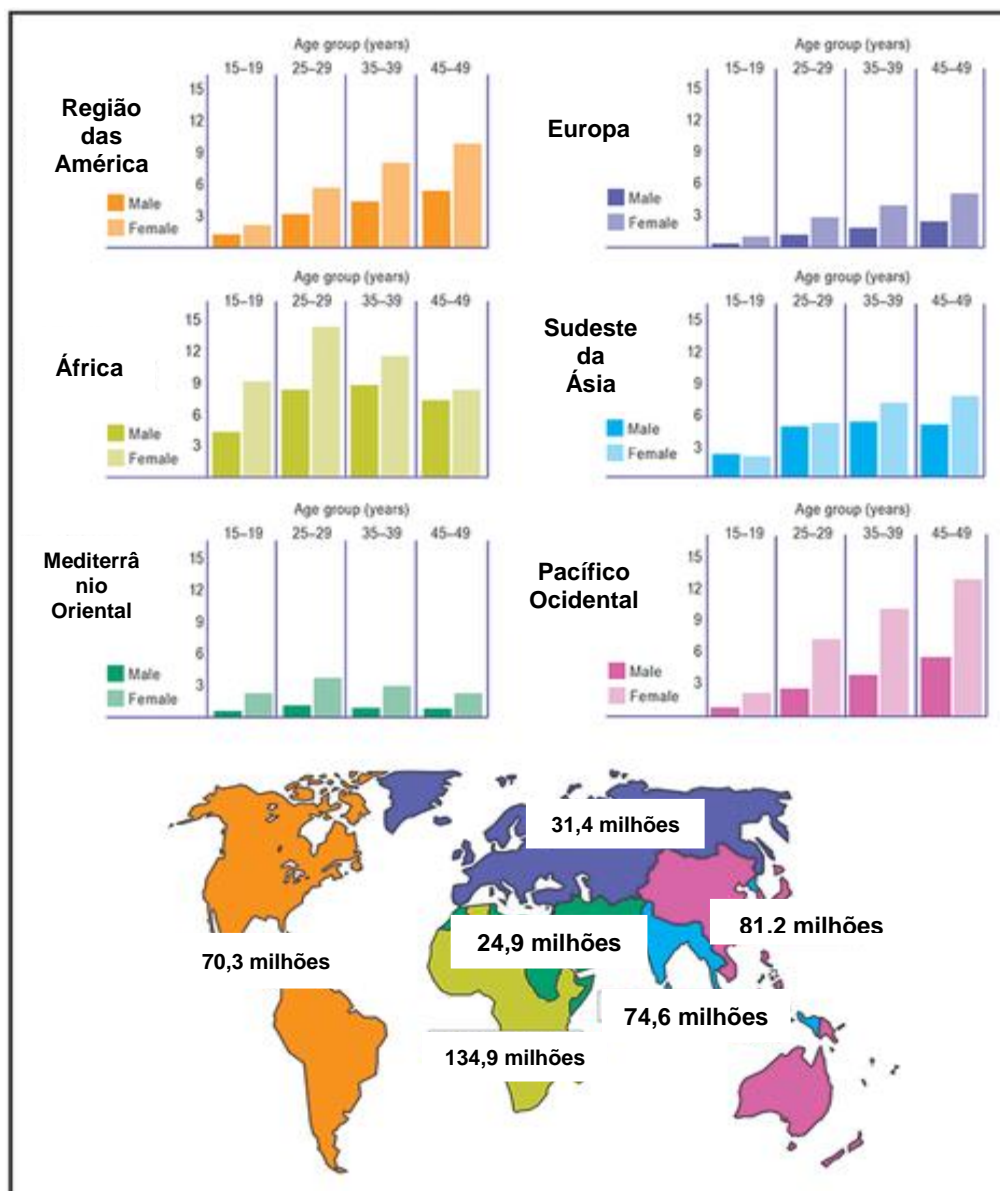 Age group (years)
15–19 25–29 35–39 45–49
15
12
9
6
3
Região
das
América
Male
Female
Age group (years)
15–19 25–29 35–39 45–49
15
12
9
6
3
Europa
Male
Female
Age group (years)
15–19 25–29 35–39 45–49
15
12
9
6
3
África
Male
Female
Age group (years)
15–19 25–29 35–39 45–49
15
12
9
6
3
Sudeste
da
Ásia
Male
Female
Age group (years)
15–19 25–29 35–39 45–49
15
12
9
6
3
Mediterrâ
nio
Oriental
Male
Female
Age group (years)
15–19 25–29 35–39 45–49
15
12
9
6
3
Pacífico
Ocidental
Male
Female
31,4 milhões
81,2 milhões
24,9 milhões
70,3 milhões
74,6 milhões
134,9 milhões